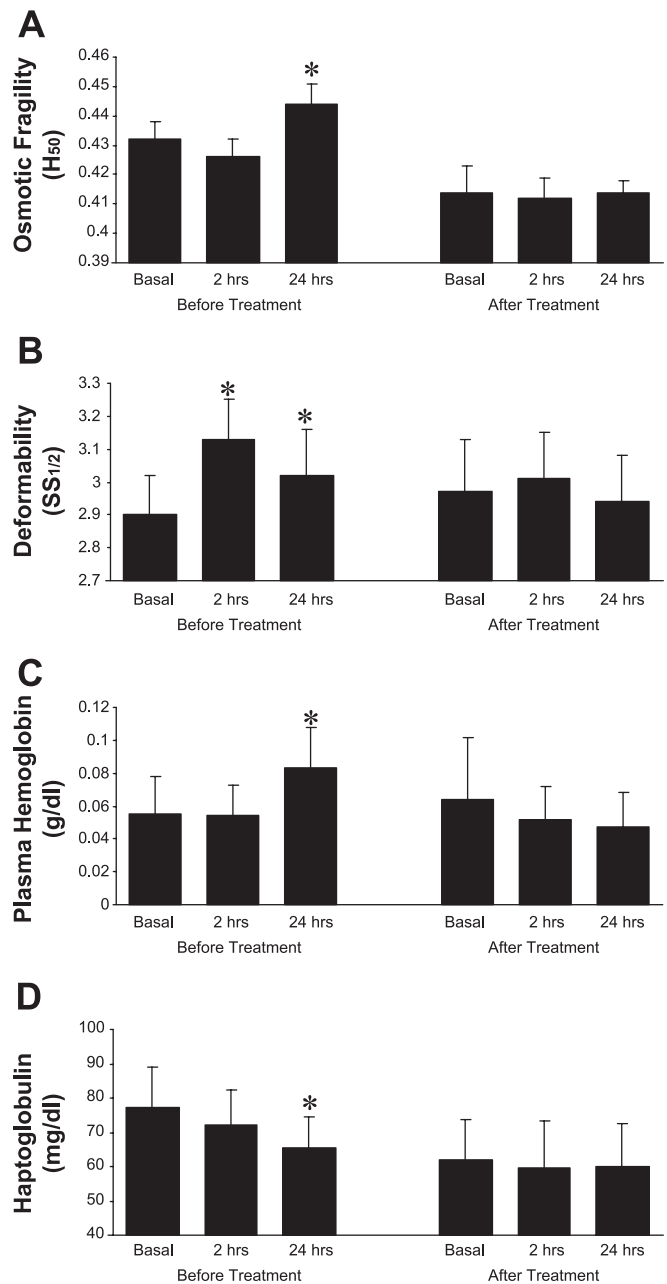 A
Osmotic Fragility
(H50)
0.46
0.45
0.44
0.43
0.42
0.41
0.4
0.39
*
Basal 2 hrs 24 hrs Basal 2 hrs 24 hrs
Before Treatment After Treatment
B
Deformability
(SS1/2)
3.3
3.2
3.1
3
2.9
2.8
2.7
* *
Basal 2 hrs 24 hrs Basal 2 hrs 24 hrs
Before Treatment After Treatment
C
Plasma Hemoglobin
(g/dl)
0.12
0.1
0.08
0.06
0.04
0.02
0
*
Basal 2 hrs 24 hrs Basal 2 hrs 24 hrs
Before Treatment After Treatment
D
Haptoglobulin
(mg/dl)
100
90
80
70
60
50
40
*
Basal 2 hrs 24 hrs Basal 2 hrs 24 hrs
Before Treatment After Treatment